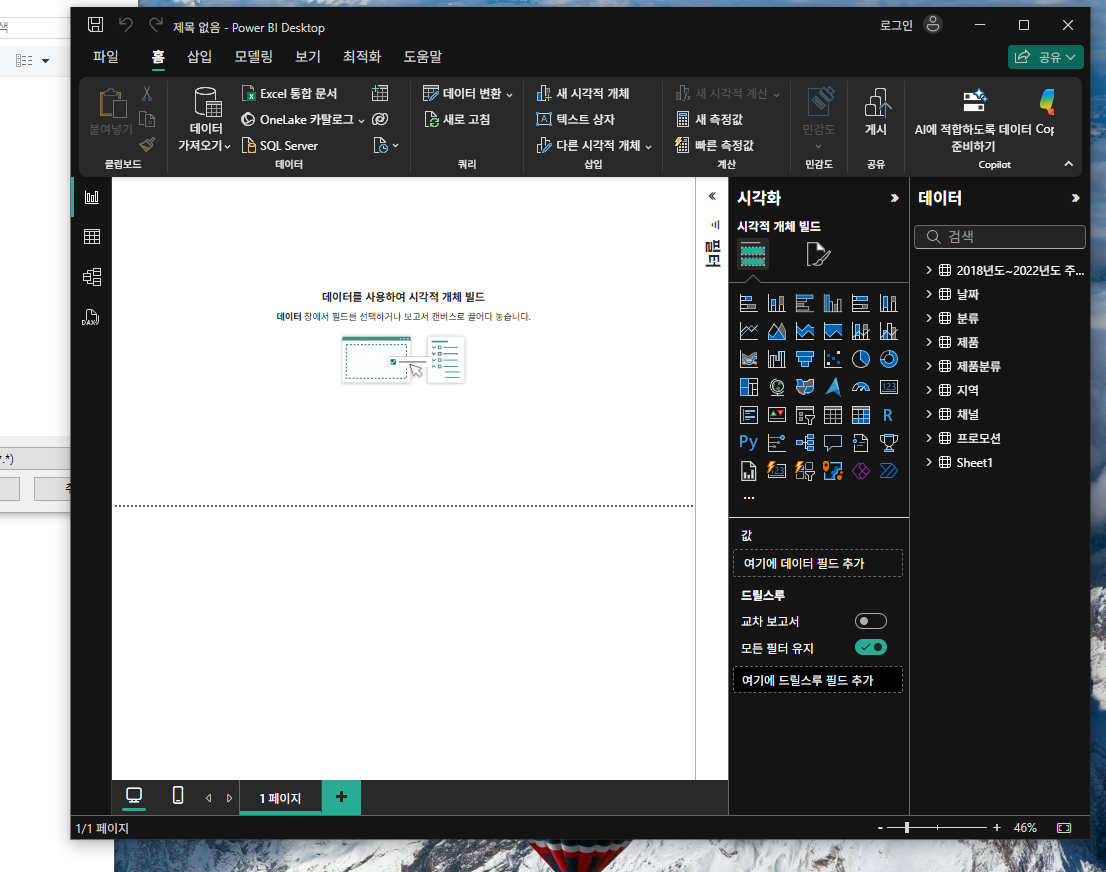 색
제목 없음 - Power BI Desktop
로그인
파일 홈 삽입 모델링 보기 최적화 도움말
공유
붙여넣기
클립보드
데이터
가져오기
Excel 통합 문서
OneLake 카탈로그
SQL Server
데이터
데이터 변환
새로 고침
쿼리
새 시각적 개체
텍스트 상자
다른 시각적 개체
삽입
새 시각적 계산
새 측정값
빠른 측정값
계산
민감도
민감도
게시
공유
AI에 적합하도록 데이터
준비하기
Cop
Copilot
DAX
데이터를 사용하여 시각적 개체 빌드
데이터 창에서 필드를 선택하거나 보고서 캔버스로 끌어다 놓습니다.
필터
시각화
시각적 개체 빌드
123
R
Py
123
...
값
여기에 데이터 필드 추가
드릴스루
교차 보고서
모든 필터 유지
여기에 드릴스루 필드 추가
데이터
검색
2018년도~2022년도 주...
날짜
분류
제품
제품분류
지역
채널
프로모션
Sheet1
*.*)
1 페이지
+
1/1 페이지
- + 46%